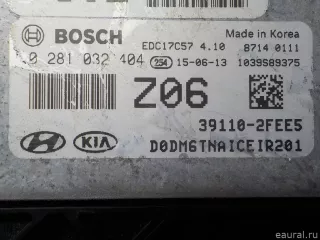 BOSCH
EDC17C57 4.10
Made in Korea
8714 0111
0 281 032 404
254
15-06-13
1039S89375
Z06
39110-2FEE5
KIA
D0DM6TNAICEIR201
eaural.ru